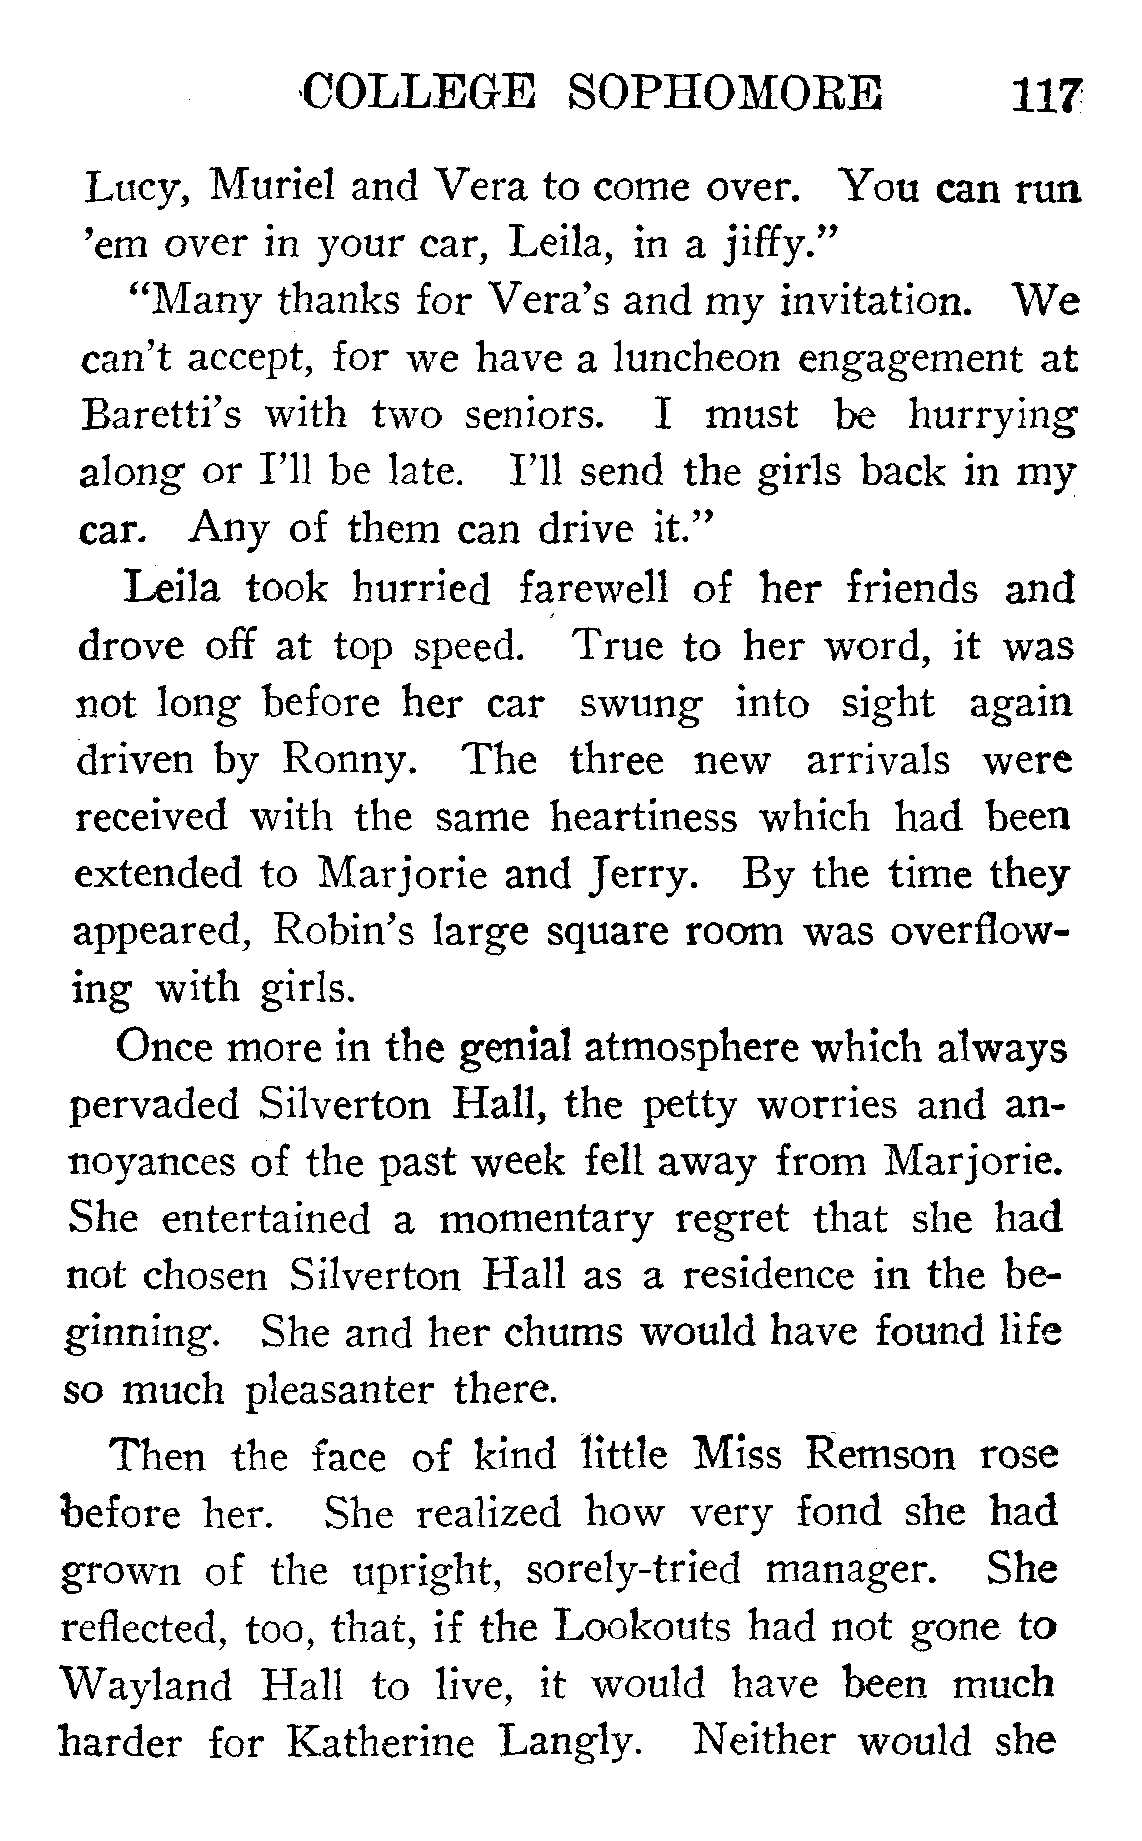 COLLEGE SOPHOMORE 117
Lucy, Muriel and Vera to come over. You can run
’em over in your car, Leila, in a jiffy.”
“Many thanks for Vera’s and my invitation. We
can’t accept, for we have a luncheon engagement at
Baretti’s with two seniors. I must be hurrying
along or I’ll be late. I’ll send the girls back in my
car. Any of them can drive it.”
Leila took hurried farewell of her friends and
drove off at top speed. True to her word, it was
not long before her car swung into sight again
driven by Ronny. The three new arrivals were
received with the same heartiness which had been
extended to Marjorie and Jerry. By the time they
appeared, Robin’s large square room was overflow-
ing with girls.
Once more in the genial atmosphere which always
pervaded Silverton Hall, the petty worries and an-
noyances of the past week fell away from Marjorie.
She entertained a momentary regret that she had
not chosen Silverton Hall as a residence in the be-
ginning. She and her chums would have found life
so much pleasanter there.
Then the face of kind little Miss Remson rose
before her. She realized how very fond she had
grown of the upright, sorely-tried manager. She
reflected, too, that, if the Lookouts had not gone to
Wayland Hall to live, it would have been much
harder for Katherine Langly. Neither would she